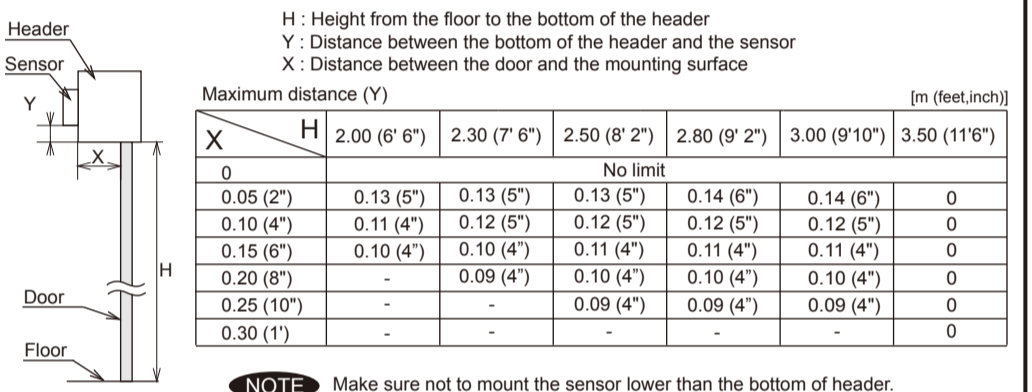 H : Height from the floor to the bottom of the header
Y : Distance between the bottom of the header and the sensor
X : Distance between the door and the mounting surface
Header
Sensor
Y
X
H
Door
Floor
Maximum distance (Y) [m (feet,inch)]
X H 2.00 (6' 6") 2.30 (7' 6") 2.50 (8' 2") 2.80 (9' 2") 3.00 (9'10") 3.50 (11'6")
0 No limit
0.05 (2") 0.13 (5") 0.13 (5") 0.13 (5") 0.14 (6") 0.14 (6") 0
0.10 (4") 0.11 (4") 0.12 (5") 0.12 (5") 0.12 (5") 0.12 (5") 0
0.15 (6") 0.10 (4”) 0.10 (4”) 0.11 (4") 0.11 (4") 0.11 (4") 0
0.20 (8") - 0.09 (4”) 0.10 (4”) 0.10 (4”) 0.10 (4") 0
0.25 (10") - - 0.09 (4") 0.09 (4”) 0.09 (4") 0
0.30 (1') - - - - - 0
NOTE Make sure not to mount the sensor lower than the bottom of header.